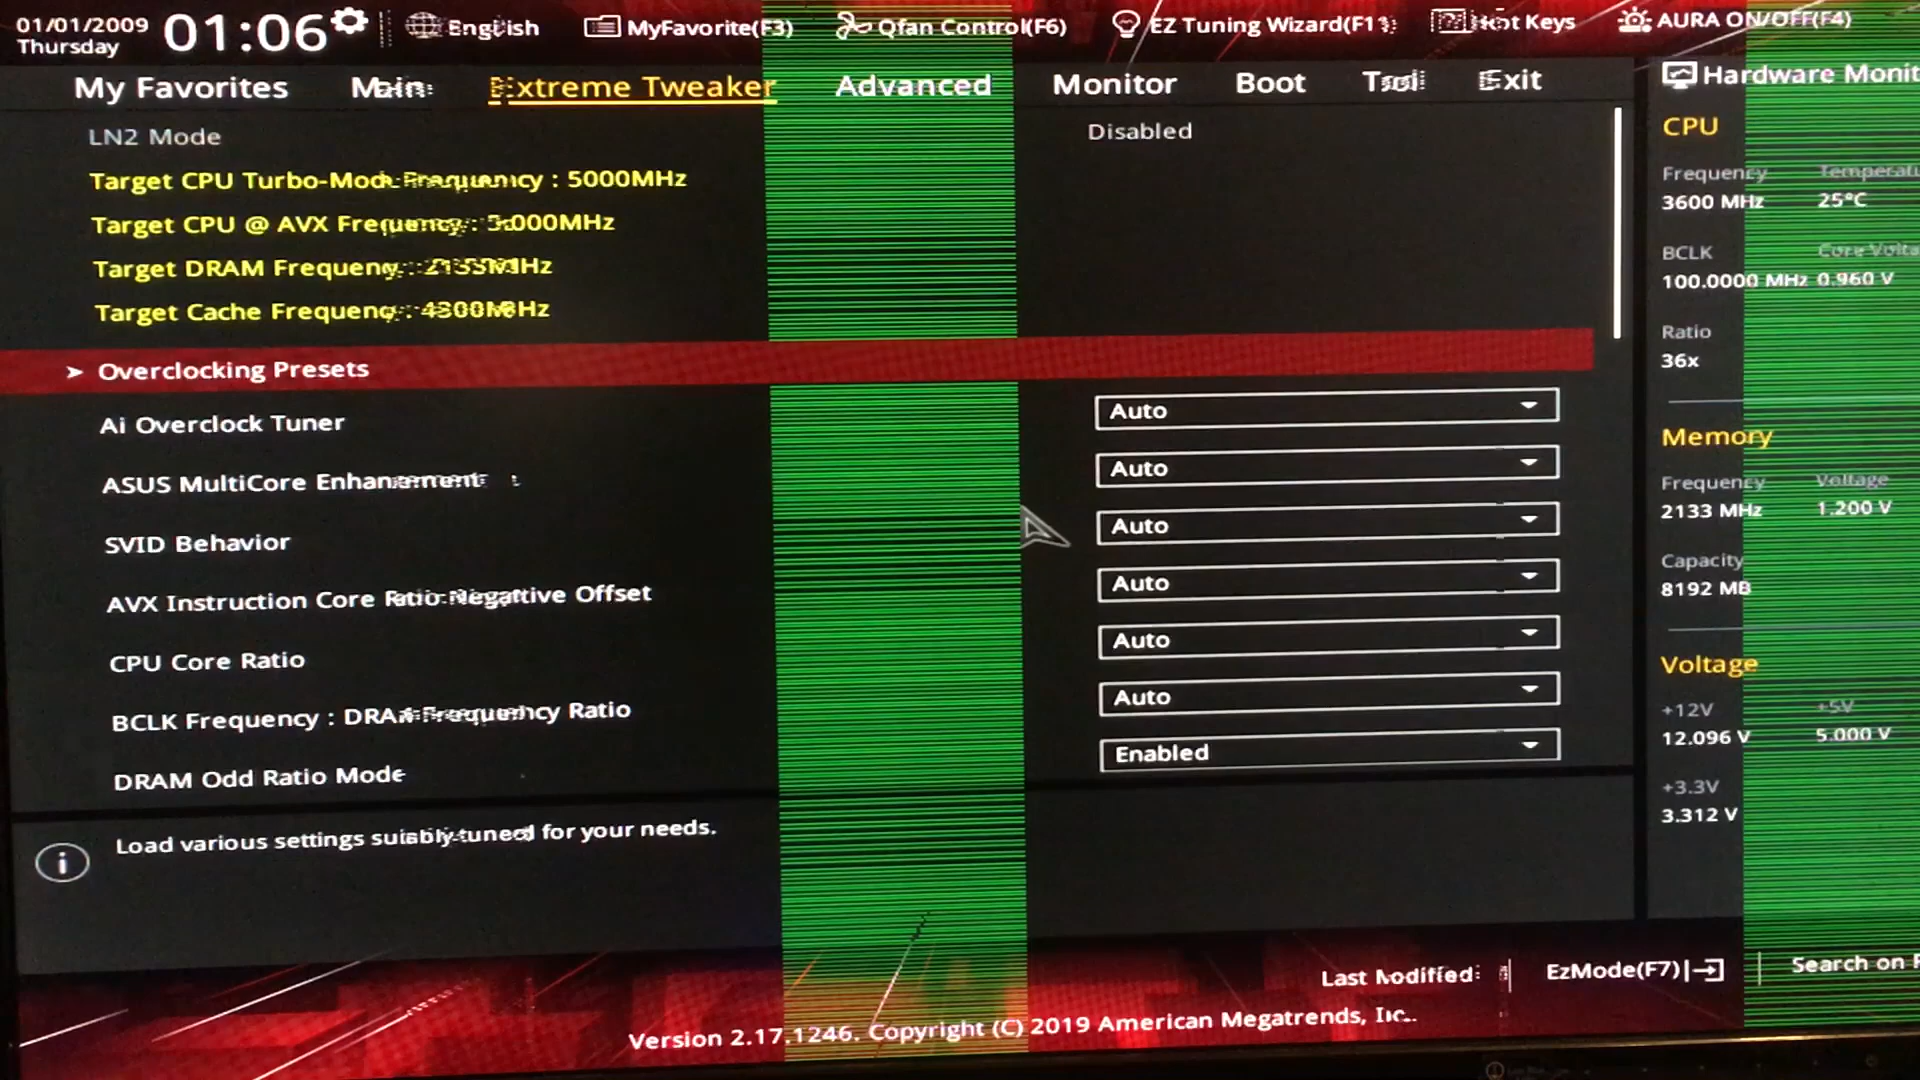 01/01/2009
Thursday
01:06
English
MyFavorite(F3)
Qfan Control(F6)
EZ Tuning Wizard(F11)
Hot Keys
AURA ON/OFF(F4)
My Favorites
Main
Extreme Tweaker
Advanced
Monitor
Boot
Tool
Exit
Hardware Monit
LN2 Mode
Disabled
Target CPU Turbo-Mode Frequency : 5000MHz
Target CPU @ AVX Frequency : 5000MHz
Target DRAM Frequency : 2133MHz
Target Cache Frequency : 4300MHz
Overclocking Presets
Ai Overclock Tuner
Auto
ASUS MultiCore Enhancement
Auto
SVID Behavior
Auto
AVX Instruction Core Ratio Negative Offset
Auto
CPU Core Ratio
Auto
BCLK Frequency : DRAM Frequency Ratio
Auto
DRAM Odd Ratio Mode
Enabled
Load various settings suitably tuned for your needs.
CPU
Frequency
Temperatu
3600 MHz
25°C
BCLK
Core Volta
100.0000 MHz
0.960 V
Ratio
36x
Memory
Frequency
Voltage
2133 MHz
1.200 V
Capacity
8192 MB
Voltage
+12V
+5V
12.096 V
5.000 V
+3.3V
3.312 V
Last Modified
EzMode(F7)
Search on F
Version 2.17.1246. Copyright (C) 2019 American Megatrends, Inc.